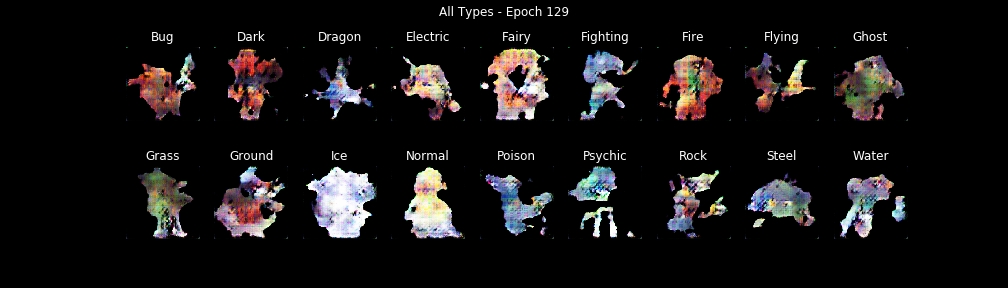 All Types - Epoch 129
Bug Dark Dragon Electric Fairy Fighting Fire Flying Ghost
Grass Ground Ice Normal Poison Psychic Rock Steel Water